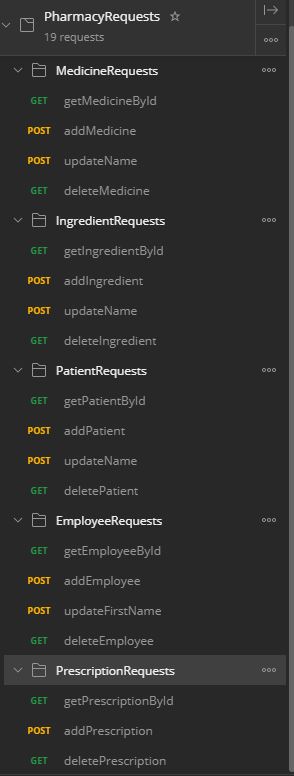 PharmacyRequests
19 requests
MedicineRequests
GET getMedicineById
POST addMedicine
POST updateName
GET deleteMedicine
IngredientRequests
GET getIngredientById
POST addIngredient
POST updateName
GET deleteIngredient
PatientRequests
GET getPatientById
POST addPatient
POST updateName
GET deletePatient
EmployeeRequests
GET getEmployeeById
POST addEmployee
POST updateFirstName
GET deleteEmployee
PrescriptionRequests
GET getPrescriptionById
POST addPrescription
GET deletePrescription